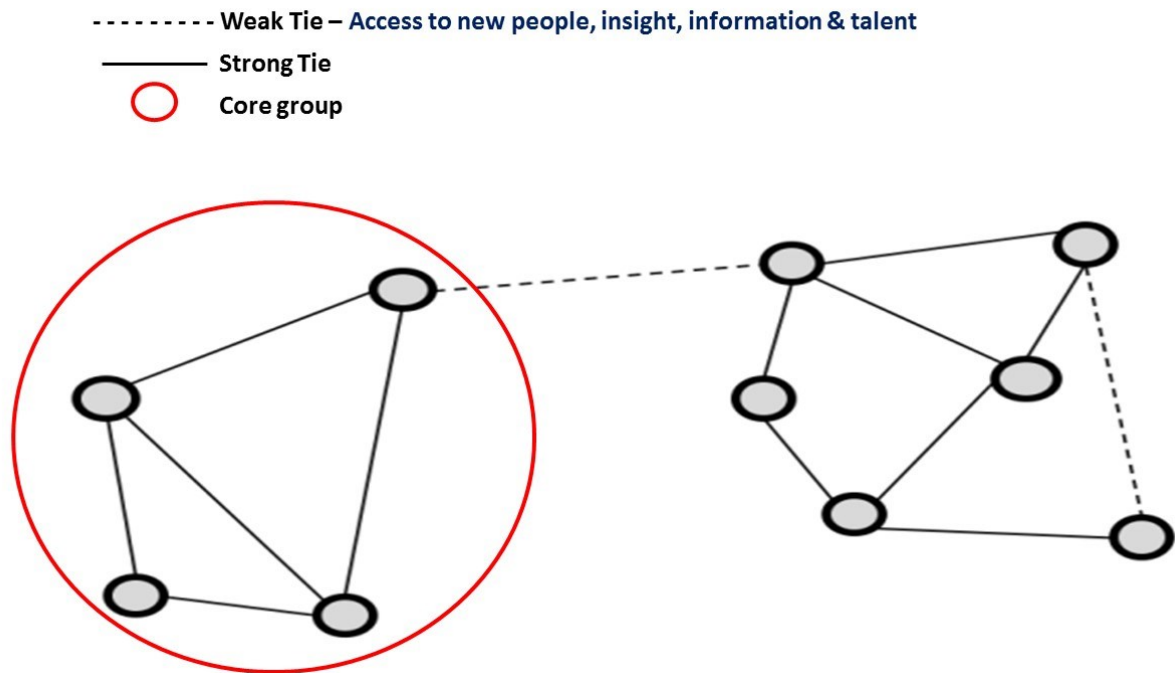 Weak Tie – Access to new people, insight, information & talent
Strong Tie
Core group